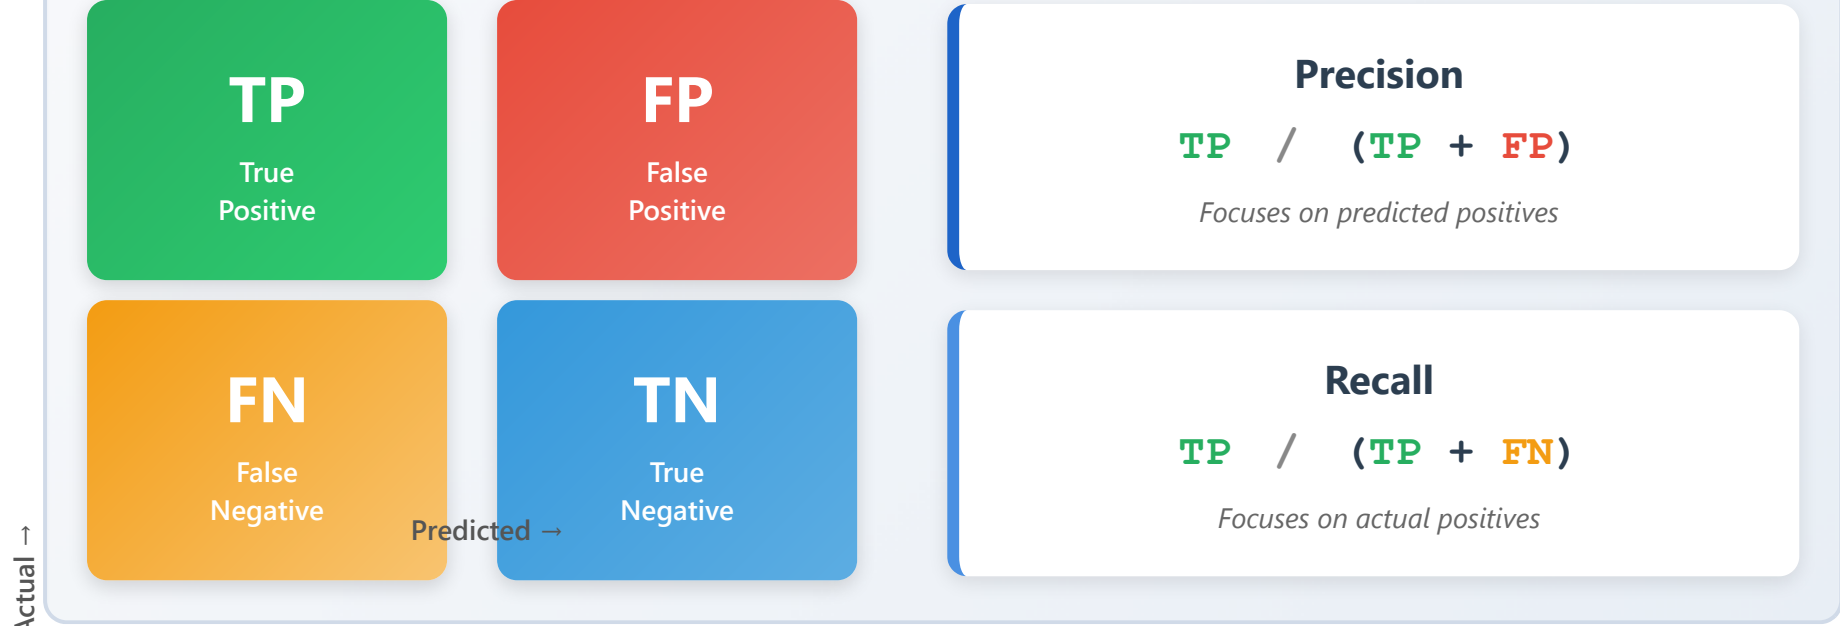 TP
True
Positive
FP
False
Positive
FN
False
Negative
TN
True
Negative
Predicted →
Actual →
Precision
TP / (TP + FP)
Focuses on predicted positives
Recall
TP / (TP + FN)
Focuses on actual positives